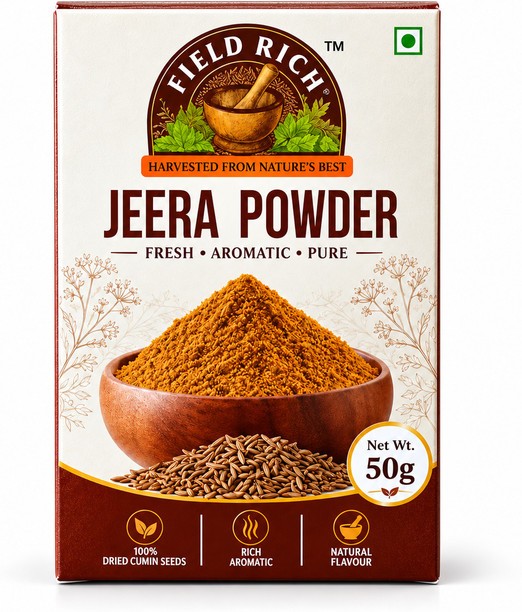 FIELD RICH®
TM
HARVESTED FROM NATURE'S BEST
JEERA POWDER
FRESH • AROMATIC • PURE
Net Wt.
50g
100%
DRIED CUMIN SEEDS
RICH
AROMATIC
NATURAL
FLAVOUR